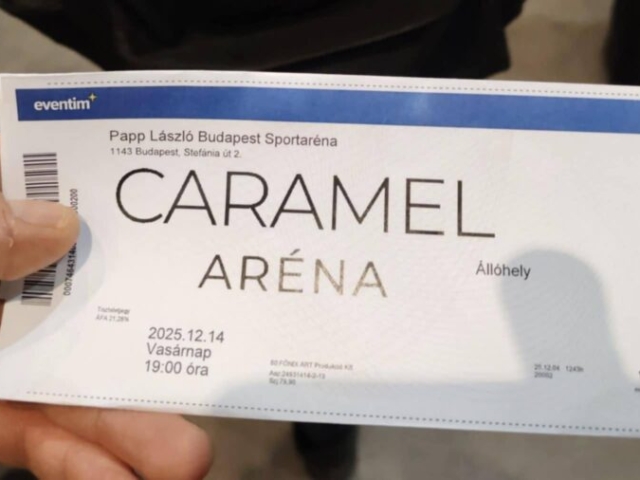 eventim
Papp László Budapest Sportaréna
1143 Budapest, Stefánia út 2.
CARAMEL
ARÉNA
Állóhely
2025.12.14
Vasárnap
19:00 óra